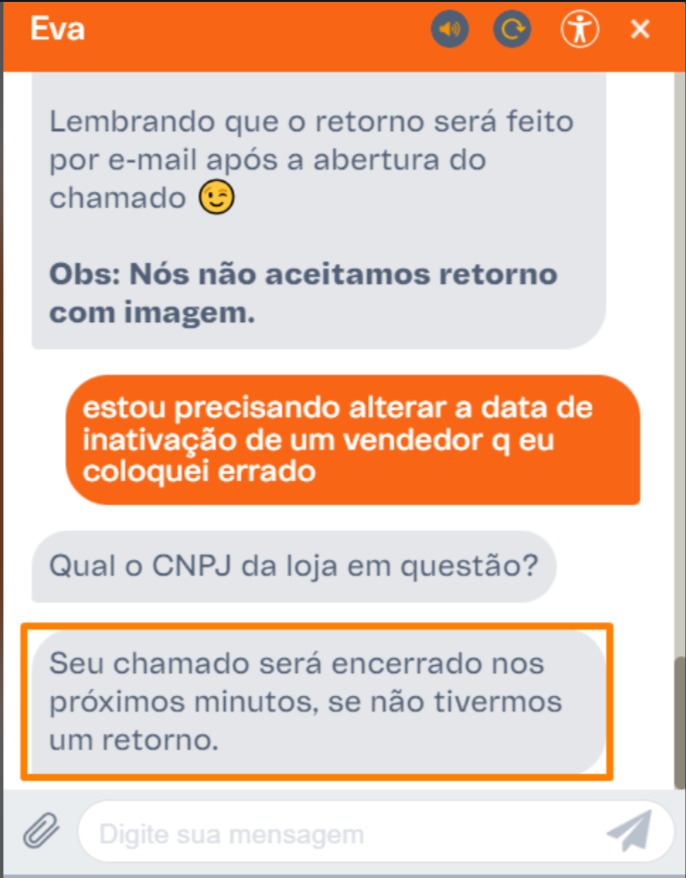 Eva
Lembrando que o retorno será feito
por e-mail após a abertura do
chamado 😉
Obs: Nós não aceitamos retorno
com imagem.
estou precisando alterar a data de
inativação de um vendedor q eu
coloquei errado
Qual o CNPJ da loja em questão?
Seu chamado será encerrado nos
próximos minutos, se não tivermos
um retorno.
Digite sua mensagem